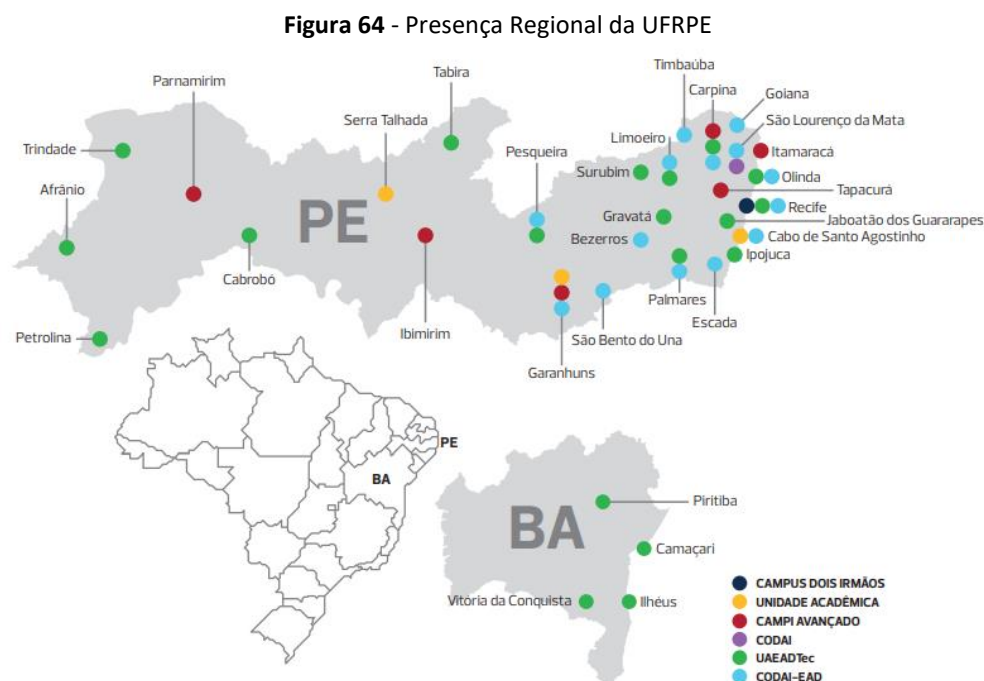 Figura 64 - Presença Regional da UFRPE
Timbaúba
Parnamirim
Tabira
Carpina
Goiana
Serra Talhada
Limoeiro
São Lourenço da Mata
Trindade
Pesqueira
Itamaracá
Surubim
Olinda
Afrânio
Tapacurá
PE
Recife
Gravatá
Jaboatão dos Guararapes
Bezerros
Cabo de Santo Agostinho
Ipojuca
Cabrobó
Palmares
Petrolina
Ibimirim
São Bento do Una
Escada
Garanhuns
PE
BA
Piritiba
BA
Camaçari
CAMPUS DOIS IRMÃOS
Vitória da Conquista
Ilhéus
UNIDADE ACADÊMICA
CAMPI AVANÇADO
CODAI
UAEADTec
CODAI-EAD